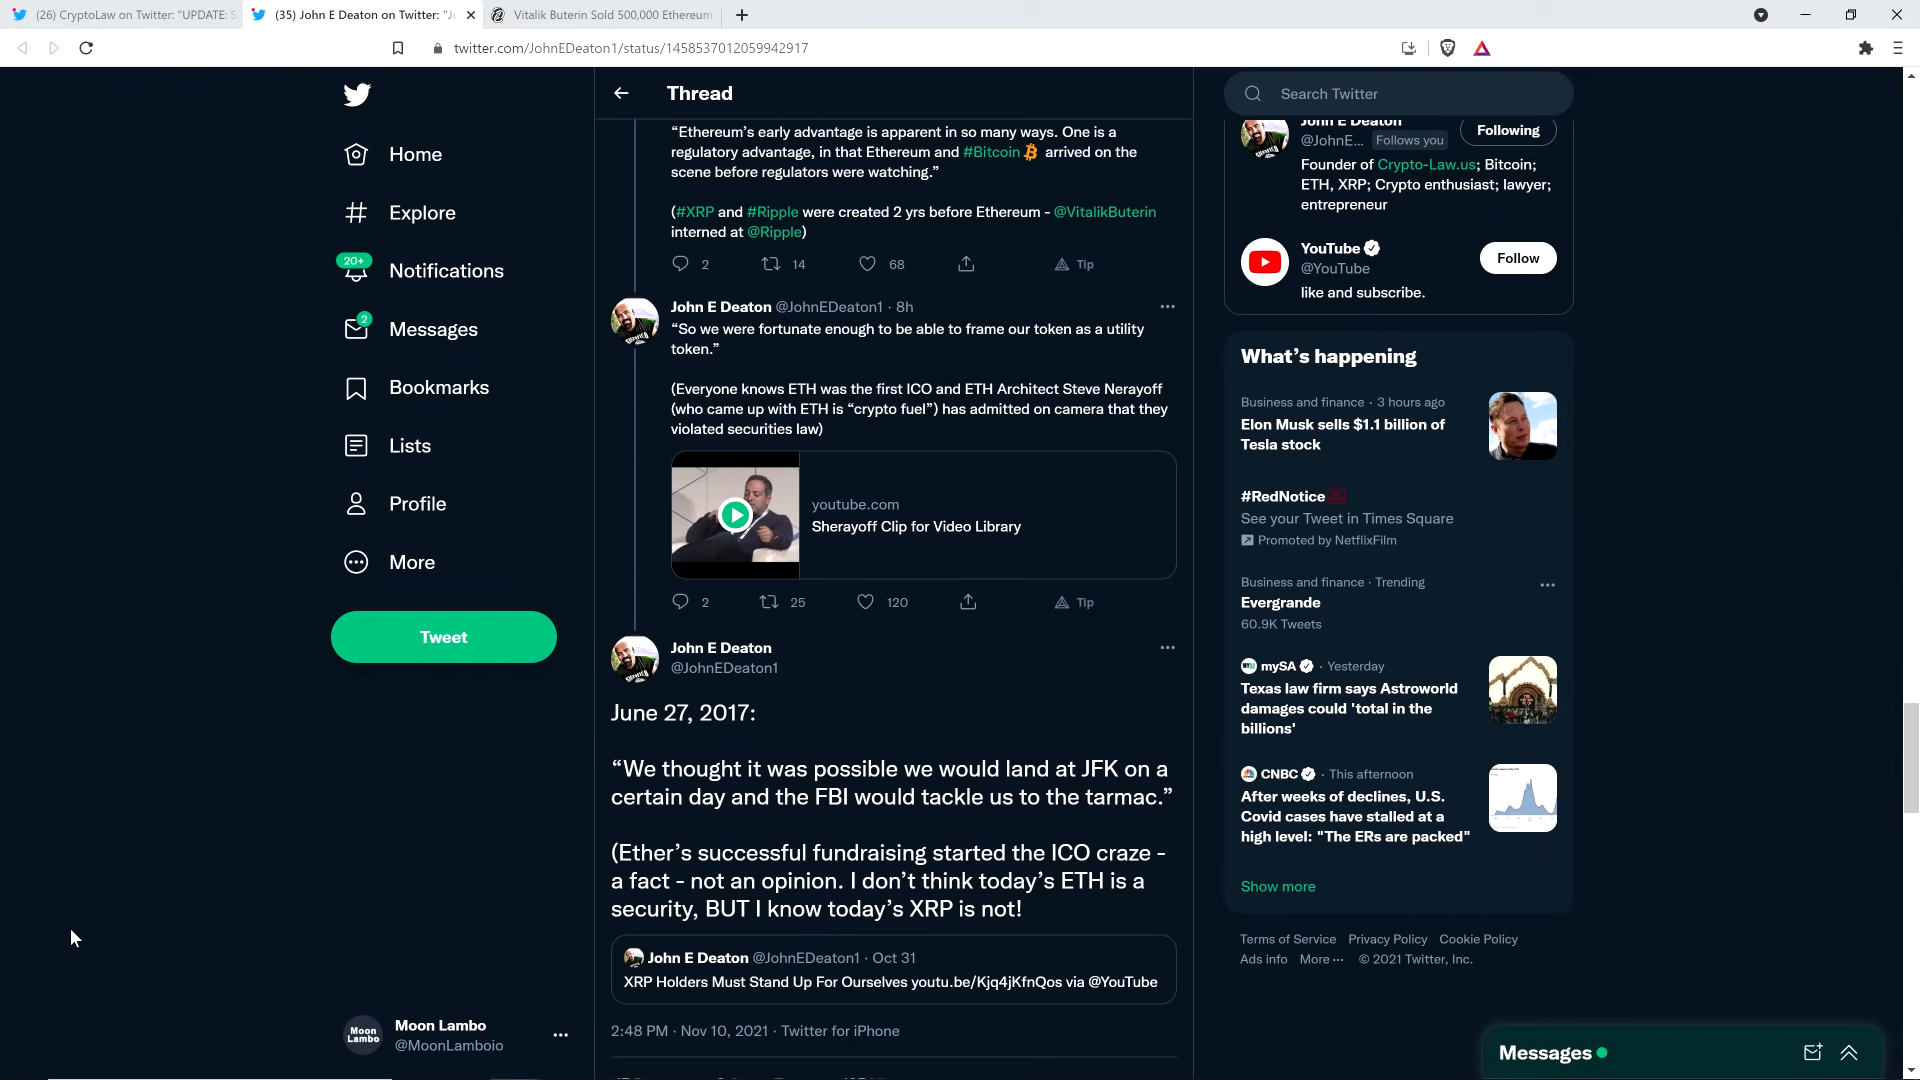 (26) CryptoLaw on Twitter: "UPDATE: S
(35) John E Deaton on Twitter: "Ju
Vitalik Buterin Sold 500,000 Ethereum
twitter.com/JohnEDeaton1/status/1458537012059942917
Home
Explore
20+
Notifications
2
Messages
Bookmarks
Lists
Profile
More
Tweet
Moon Lambo
Moon Lambo
@MoonLamboio
Thread
“Ethereum’s early advantage is apparent in so many ways. One is a
regulatory advantage, in that Ethereum and #Bitcoin arrived on the
scene before regulators were watching.”
(#XRP and #Ripple were created 2 yrs before Ethereum - @VitalikButerin
interned at @Ripple)
2 14 68 Tip
John E Deaton @JohnEDeaton1 · 8h
“So we were fortunate enough to be able to frame our token as a utility
token.”
(Everyone knows ETH was the first ICO and ETH Architect Steve Nerayoff
(who came up with ETH is “crypto fuel”) has admitted on camera that they
violated securities law)
youtube.com
Sherayoff Clip for Video Library
2 25 120 Tip
John E Deaton
@JohnEDeaton1
June 27, 2017:
“We thought it was possible we would land at JFK on a
certain day and the FBI would tackle us to the tarmac.”
(Ether’s successful fundraising started the ICO craze -
a fact - not an opinion. I don’t think today’s ETH is a
security, BUT I know today’s XRP is not!
John E Deaton @JohnEDeaton1 · Oct 31
XRP Holders Must Stand Up For Ourselves youtu.be/Kjq4jKfnQos via @YouTube
2:48 PM · Nov 10, 2021 · Twitter for iPhone
Search Twitter
John E Deaton
@JohnE... Follows you
Following
Founder of Crypto-Law.us; Bitcoin;
ETH, XRP; Crypto enthusiast; lawyer;
entrepreneur
YouTube
@YouTube
Follow
like and subscribe.
What’s happening
Business and finance · 3 hours ago
Elon Musk sells $1.1 billion of
Tesla stock
#RedNotice
See your Tweet in Times Square
Promoted by NetflixFilm
Business and finance · Trending
Evergrande
60.9K Tweets
mySA · Yesterday
Texas law firm says Astroworld
damages could 'total in the
billions'
CNBC · This afternoon
After weeks of declines, U.S.
Covid cases have stalled at a
high level: "The ERs are packed"
Show more
Terms of Service Privacy Policy Cookie Policy
Ads info More ··· © 2021 Twitter, Inc.
Messages